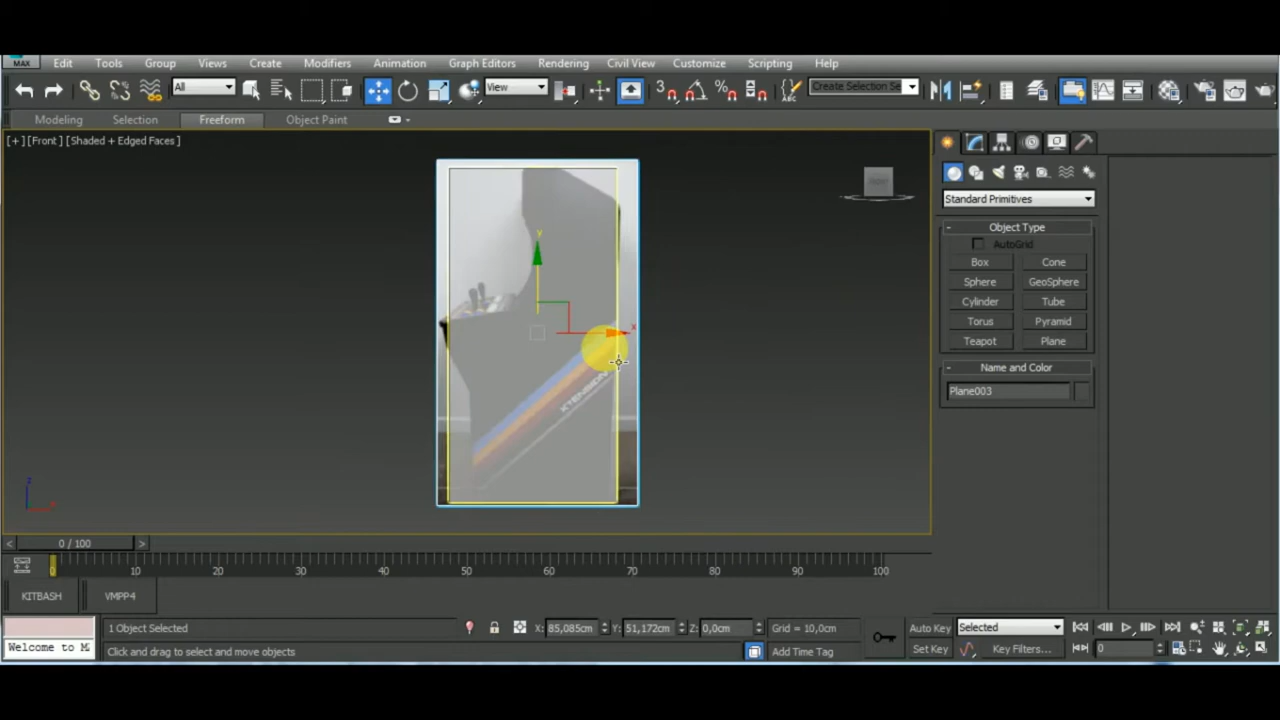 MAX Edit Tools Group Views Create Modifiers Animation Graph Editors Rendering Civil View Customize Scripting Help
All View 3 Create Selection Se
Modeling Selection Freeform Object Paint
[+] [Front] [Shaded + Edged Faces]
Standard Primitives
- Object Type
AutoGrid
Box Cone
Sphere GeoSphere
Cylinder Tube
Torus Pyramid
Teapot Plane
- Name and Color
Plane003
y
x
XTENSION
z
x
< 0 / 100 >
0 10 20 30 40 50 60 70 80 90 100
KITBASH VMPP4
1 Object Selected X: 85,085cm Y: 51,172cm Z: 0,0cm Grid = 10,0cm Auto Key Selected
Welcome to M Click and drag to select and move objects Add Time Tag Set Key Key Filters... 0